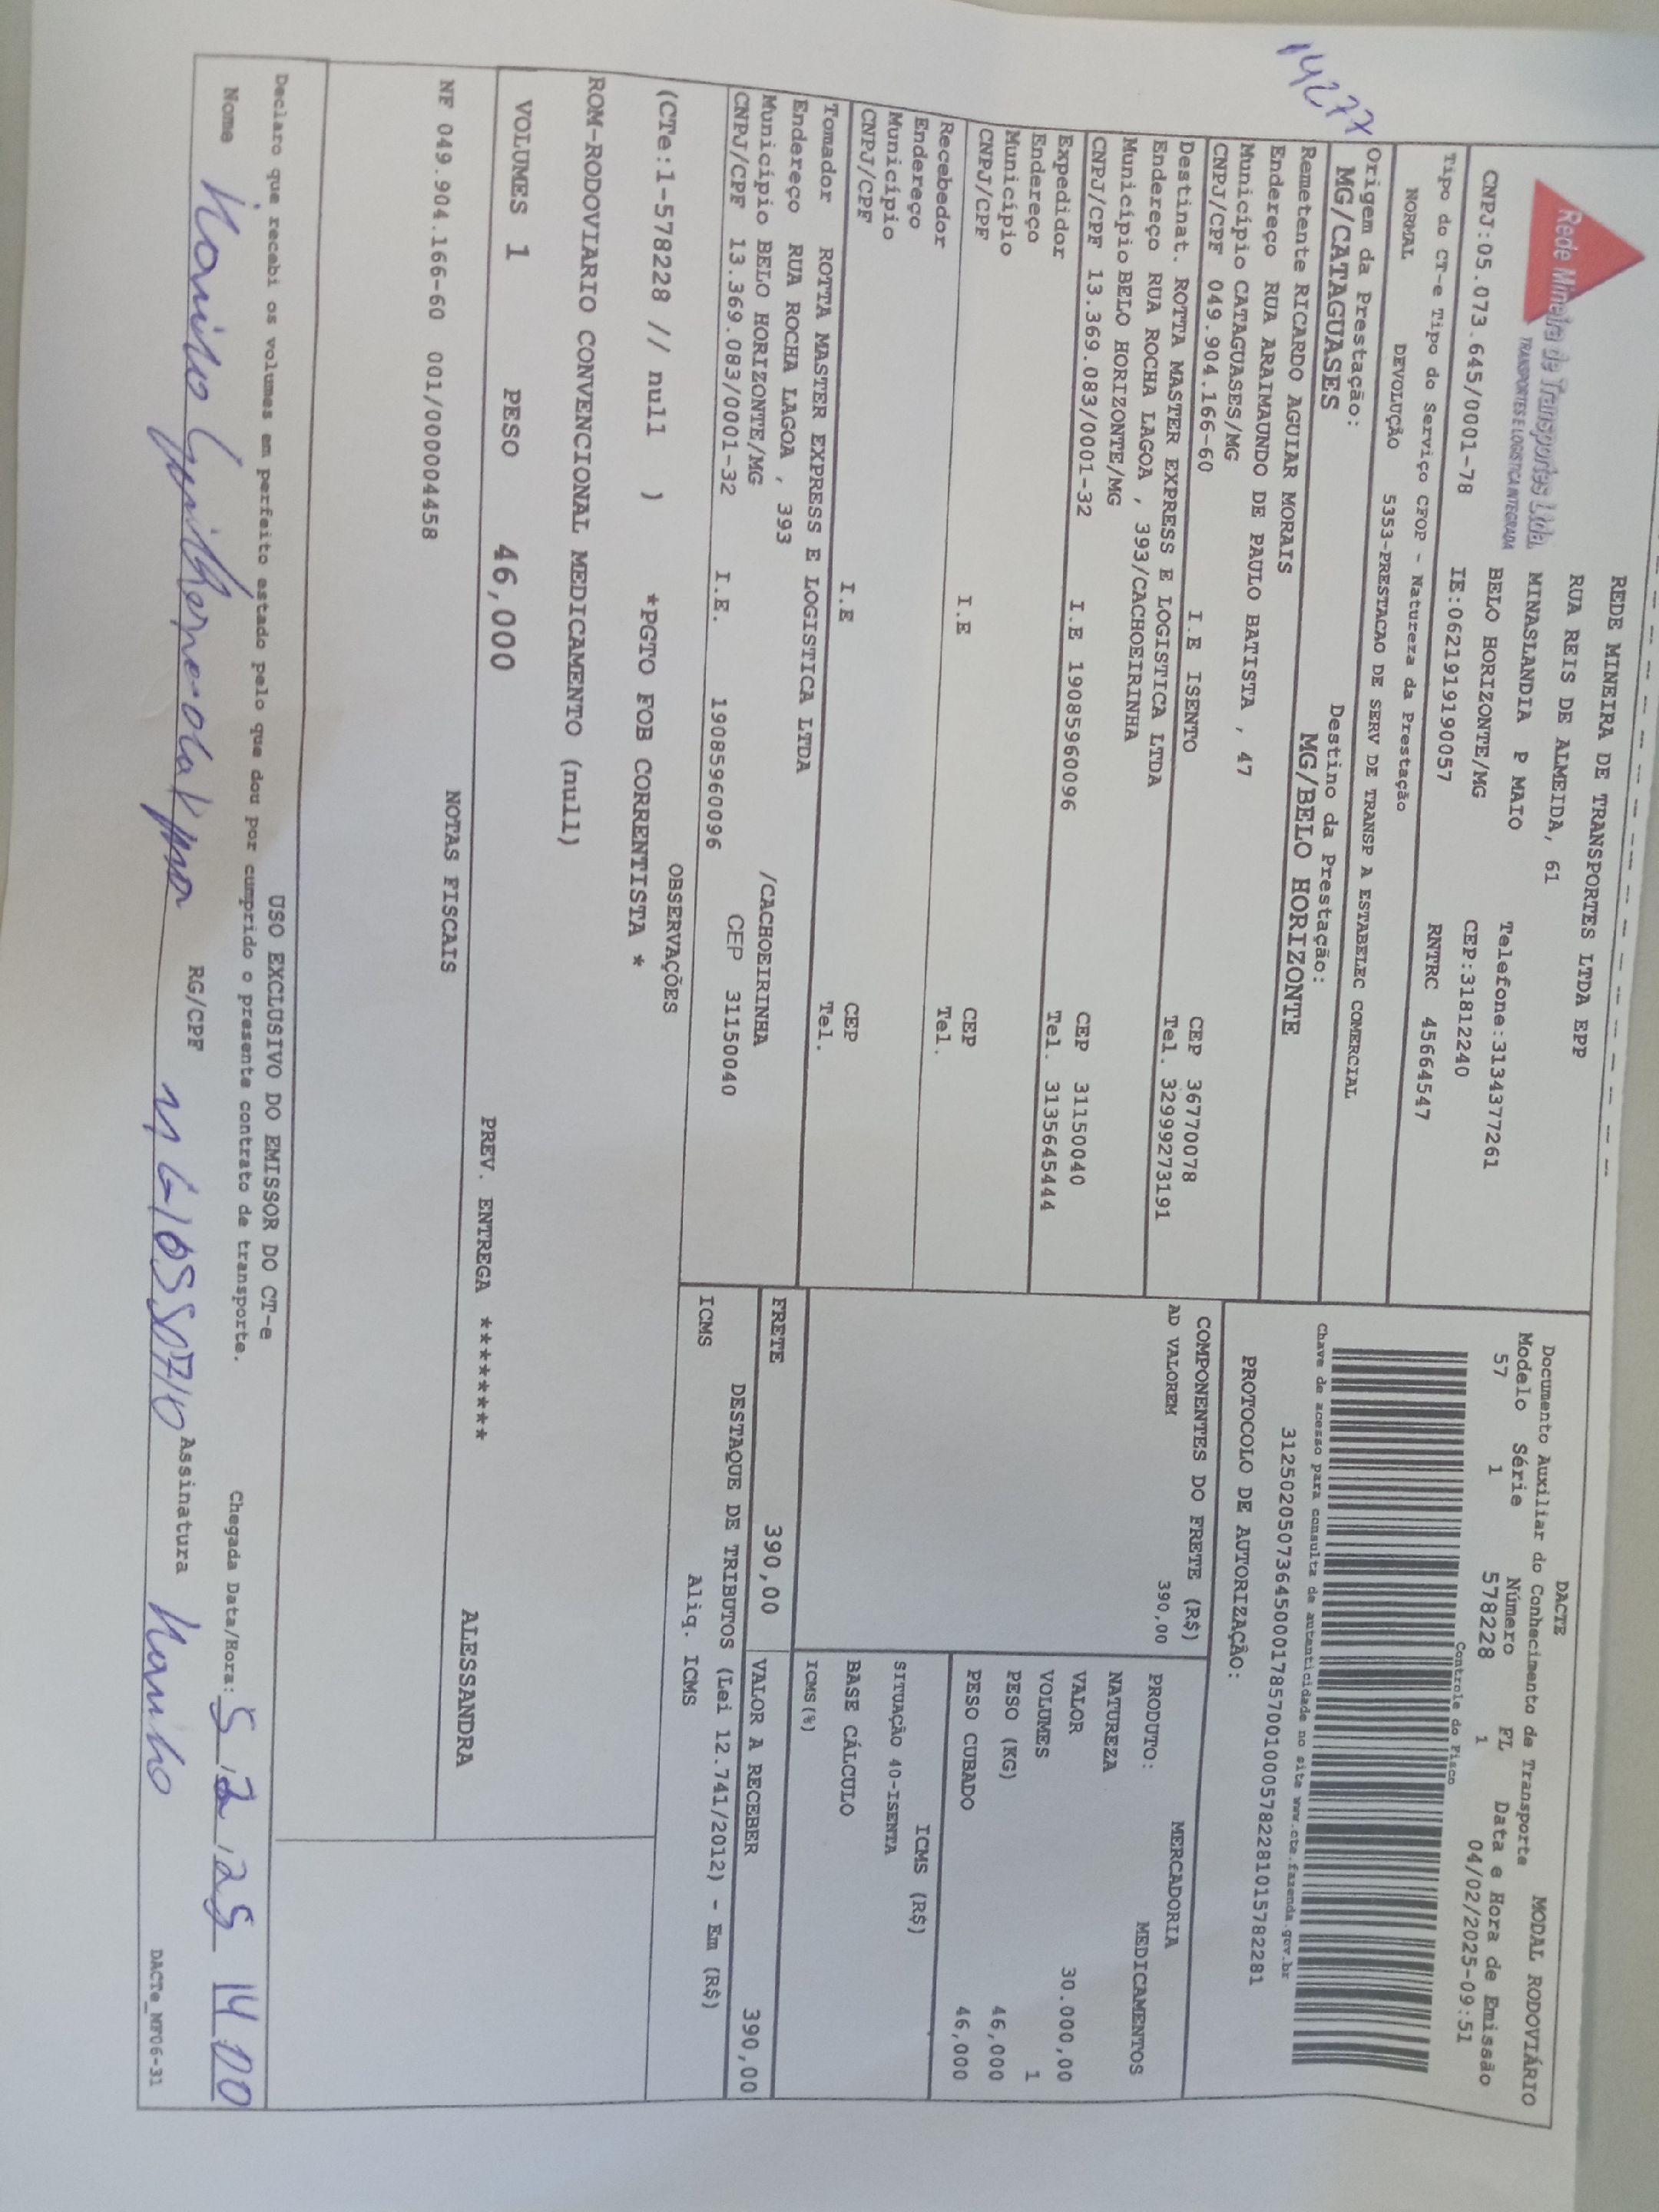 Rede Mineira de Transportes Ltda.
TRANSPORTES E LOGISTICA INTEGRADA
REDE MINEIRA DE TRANSPORTES LTDA EPP
RUA REIS DE ALMEIDA, 61
MINASLANDIA P MAIO Telefone:3134377261
BELO HORIZONTE/MG CEP:31812240
CNPJ:05.073.645/0001-78 IE:0621919190057 RNTRC 45664547
Tipo do CT-e Tipo do Serviço CFOP - Natureza da Prestação
NORMAL DEVOLUÇÃO 5353-PRESTACAO DE SERV DE TRANSP A ESTABELEC COMERCIAL
DACTE MODAL RODOVIÁRIO
Documento Auxiliar do Conhecimento de Transporte
Modelo Série Número FL Data e Hora de Emissão
57 1 57828 1 04/02/2025-09:51
Controle do Fisco
Chave de acesso para consulta de autenticidade no site www.cte.fazenda.gov.br
312502050736450001785700100005782281015782281
PROTOCOLO DE AUTORIZAÇÃO:
14277
Origem da Prestação: Destino da Prestação:
MG/CATAGUASES MG/BELO HORIZONTE
Remetente RICARDO AGUIAR MORAIS
Endereço RUA ARAIMAUNDO DE PAULO BATISTA , 47
Município CATAGUASES/MG CEP 36770078
CNPJ/CPF 049.904.166-60 I.E ISENTO Tel. 32999273191
Destinat. ROTTA MASTER EXPRESS E LOGISTICA LTDA
Endereço RUA ROCHA LAGOA , 393/CACHOEIRINHA
Município BELO HORIZONTE/MG CEP 31150040
CNPJ/CPF 13.369.083/0001-32 I.E 1908596009​6 Tel. 3135645444
Expedidor
Endereço
Município CEP
CNPJ/CPF I.E Tel.
Recebedor
Endereço
Município CEP
CNPJ/CPF I.E Tel.
Tomador ROTTA MASTER EXPRESS E LOGISTICA LTDA
Endereço RUA ROCHA LAGOA , 393 /CACHOEIRINHA
Município BELO HORIZONTE/MG CEP 31150040
CNPJ/CPF 13.369.083/0001-32 I.E. 19085960096
COMPONENTES DO FRETE (R$)
AD VALOREM 390,00
MERCADORIA
PRODUTO: MEDICAMENTOS
NATUREZA
VALOR 30.000,00
VOLUMES 1
PESO (KG) 46,000
PESO CUBADO 46,000
ICMS (R$)
SITUAÇÃO 40-ISENTA
BASE CÁLCULO
ICMS(%)
FRETE 390,00 VALOR A RECEBER 390,00
DESTAQUE DE TRIBUTOS (Lei 12.741/2012) - Em (R$)
ICMS Aliq. ICMS
OBSERVAÇÕES
(CTe:1-578228 // null ) *PGTO FOB CORRENTISTA *
ROM-RODOVIARIO CONVENCIONAL MEDICAMENTO (null)
VOLUMES 1 PESO 46,000 PREV. ENTREGA ******** ALESSANDRA
NOTAS FISCAIS
NF 049.904.166-60 001/000004458
USO EXCLUSIVO DO EMISSOR DO CT-e
Declaro que recebi os volumes em perfeito estado pelo que dou por cumprido o presente contrato de transporte.
Chegada Data/Hora: 5/2/25 14 00
Nome RG/CPF Assinatura
DACTe_MF06-31